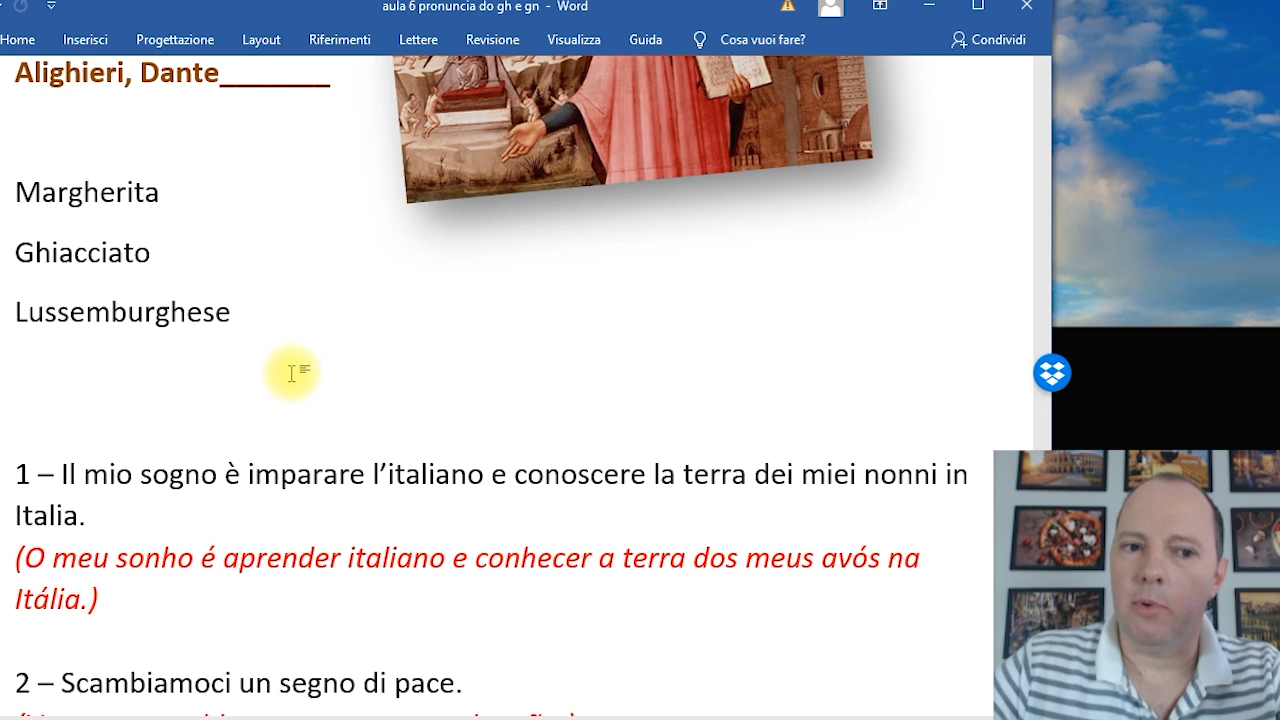 aula 6 pronuncia do gh e gn - Word
Home Inserisci Progettazione Layout Riferimenti Lettere Revisione Visualizza Guida Cosa vuoi fare? Condividi
Alighieri, Dante________
Margherita
Ghiacciato
Lussemburghese
1 – Il mio sogno è imparare l’italiano e conoscere la terra dei miei nonni in
Italia.
(O meu sonho é aprender italiano e conhecer a terra dos meus avós na
Itália.)
2 – Scambiamoci un segno di pace.